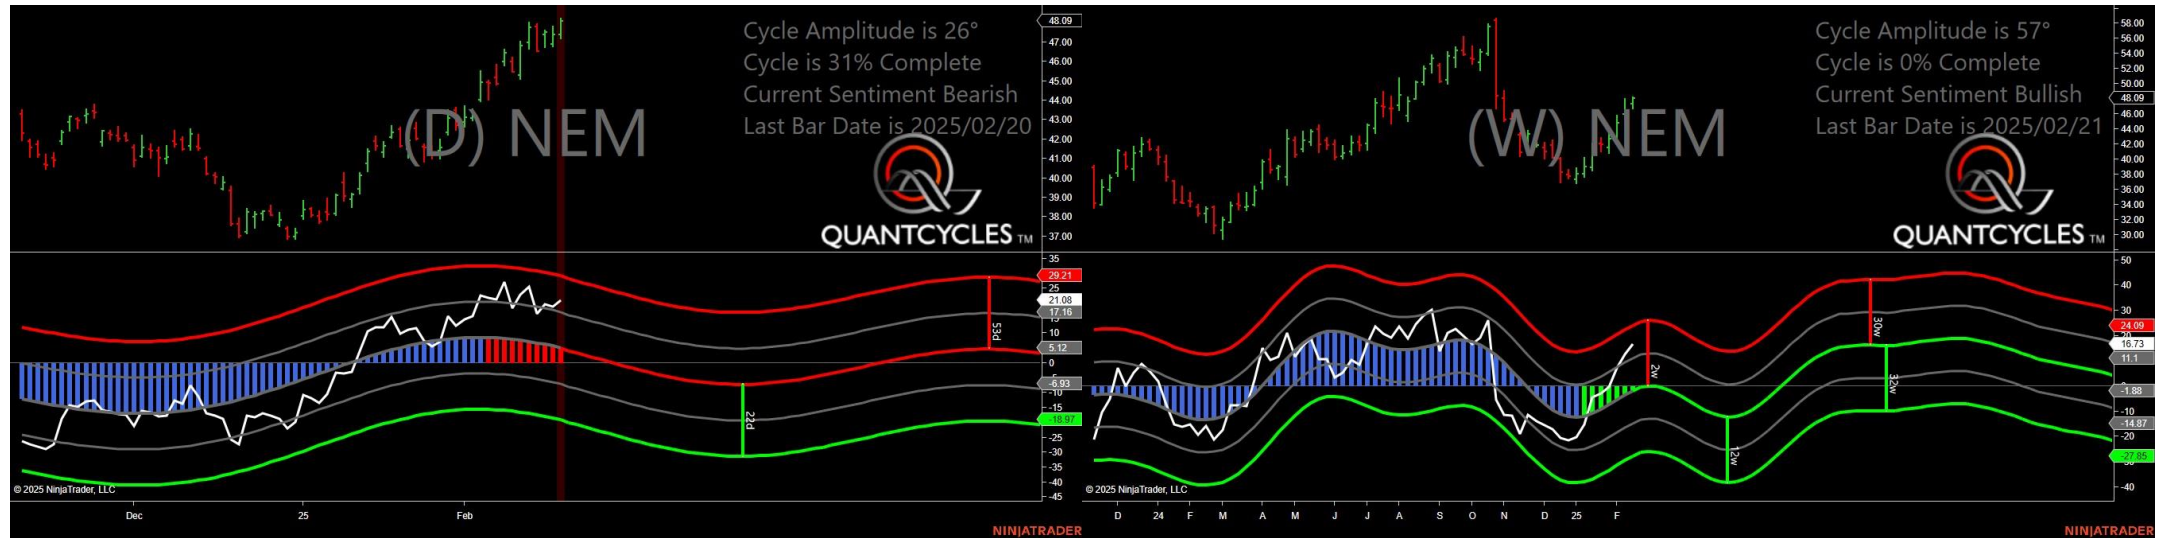 Cycle Amplitude is 26°
Cycle is 31% Complete
Current Sentiment Bearish
Last Bar Date is 2025/02/20
(D) NEM
QUANTCYCLES TM
48.09
47.00
46.00
45.00
44.00
43.00
42.00
41.00
40.00
39.00
38.00
37.00
35
29.21
25
21.08
17.16
10
5.12
0
-6.93
-10
-15
-18.97
-25
-30
-35
-40
-45
53d
22d
© 2025 NinjaTrader, LLC
Dec
25
Feb
NINJATRADER
Cycle Amplitude is 57°
Cycle is 0% Complete
Current Sentiment Bullish
Last Bar Date is 2025/02/21
(W) NEM
QUANTCYCLES TM
58.00
56.00
54.00
52.00
50.00
48.09
46.00
44.00
42.00
40.00
38.00
36.00
34.00
32.00
30.00
50
40
30
24.09
16.73
11.1
-1.88
-10
-14.87
-20
-27.85
-40
2w
12w
30w
32w
© 2025 NinjaTrader, LLC
D 24 F M A M J J A S O N D 25 F
NINJATRADER